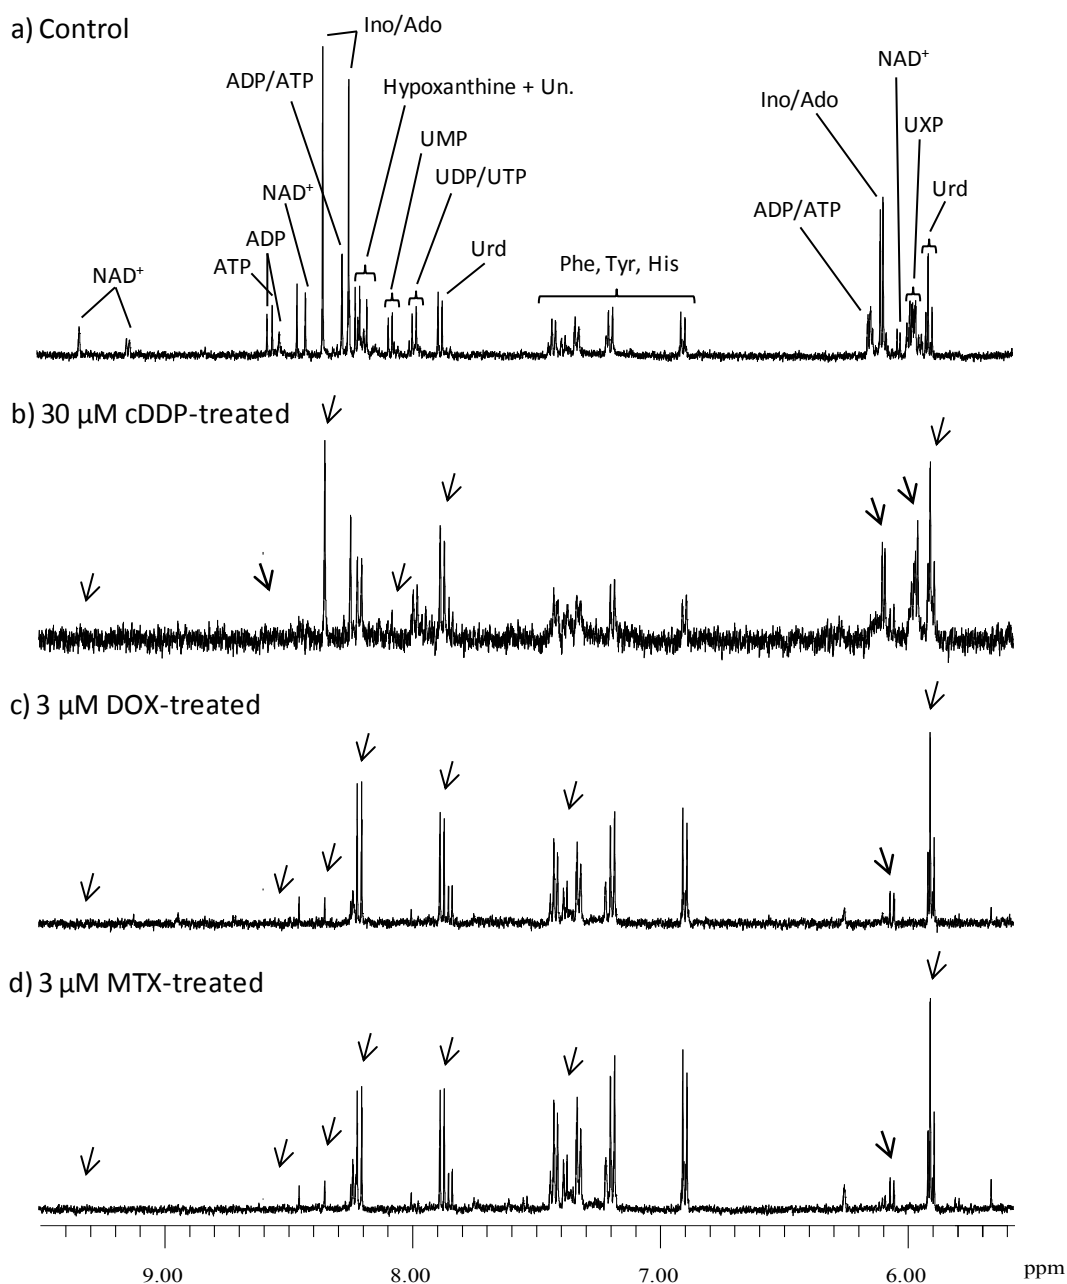 a) Control
Ino/Ado
NAD⁺
ADP/ATP
Hypoxanthine + Un.
Ino/Ado
UXP
UMP
UDP/UTP
NAD⁺
Urd
ADP/ATP
ADP
Urd
Phe, Tyr, His
ATP
NAD⁺
b) 30 µM cDDP-treated
c) 3 µM DOX-treated
d) 3 µM MTX-treated
9.00 8.00 7.00 6.00 ppm